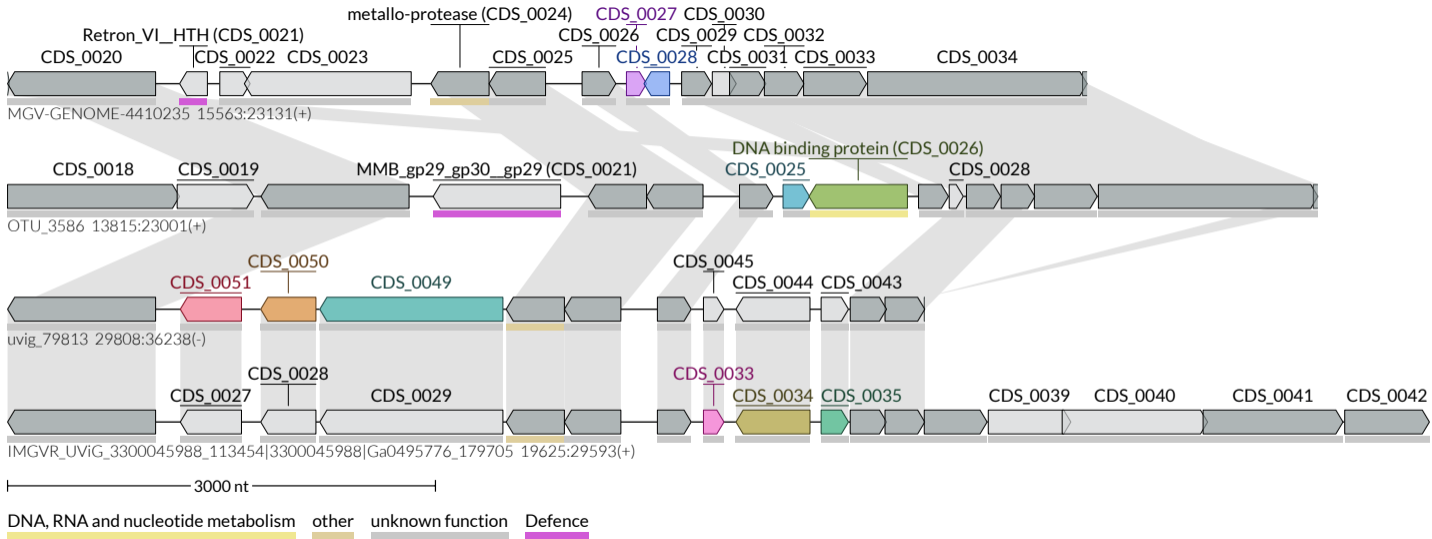 metallo-protease (CDS_0024) CDS_0027 CDS_0030
Retron_VI__HTH (CDS_0021) CDS_0026 CDS_0029 CDS_0032
CDS_0020 CDS_0022 CDS_0023 CDS_0025 CDS_0028 CDS_0031 CDS_0033 CDS_0034
MGV-GENOME-4410235 15563:23131(+)
DNA binding protein (CDS_0026)
CDS_0018 CDS_0019 MMB_gp29_gp30__gp29 (CDS_0021) CDS_0025 CDS_0028
OTU_3586 13815:23001(+)
CDS_0050 CDS_0045
CDS_0051 CDS_0049 CDS_0044 CDS_0043
uvig_79813 29808:36238(-)
CDS_0028 CDS_0033
CDS_0027 CDS_0029 CDS_0034 CDS_0035 CDS_0039 CDS_0040 CDS_0041 CDS_0042
IMGVR_UViG_3300045988_113454|3300045988|Ga0495776_179705 19625:29593(+)
3000 nt
DNA, RNA and nucleotide metabolism other unknown function Defence